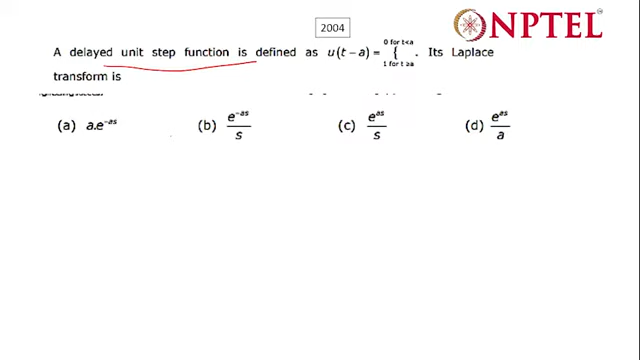 2004
NPTEL
A delayed unit step function is defined as u(t − a) = { 0 for t<a 1 for t ≥a . Its Laplace
transform is
(a) a.e^{−as} (b) e^{−as}/s (c) e^{as}/s (d) e^{as}/a